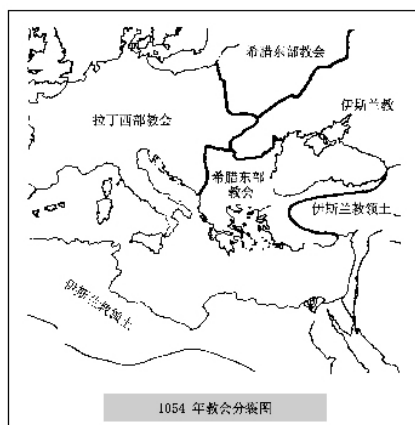 希腊东部教会
伊斯兰教
拉丁西部教会
希腊东部
教会
伊斯兰教领土
伊斯兰教领土
1054 年教会分裂图